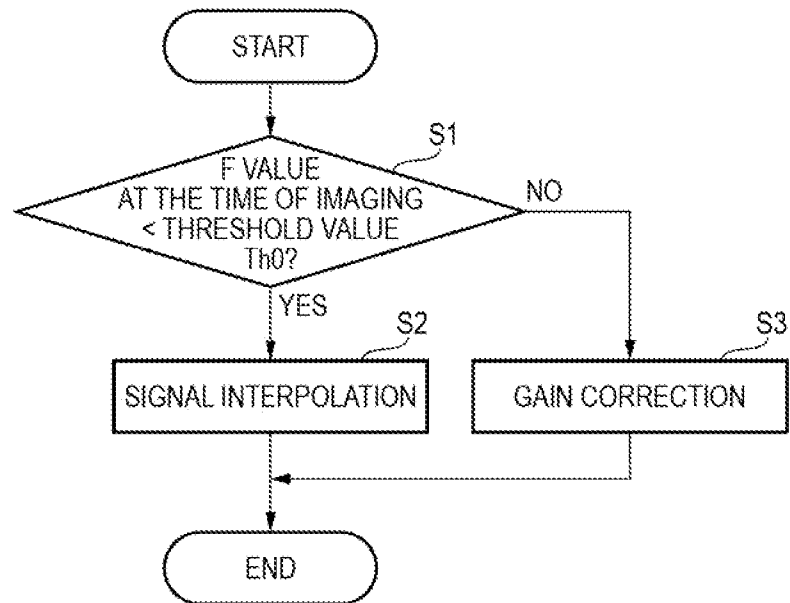 START
S1
F VALUE
AT THE TIME OF IMAGING
< THRESHOLD VALUE
Th0?
NO
YES
S2
S3
SIGNAL INTERPOLATION
GAIN CORRECTION
END